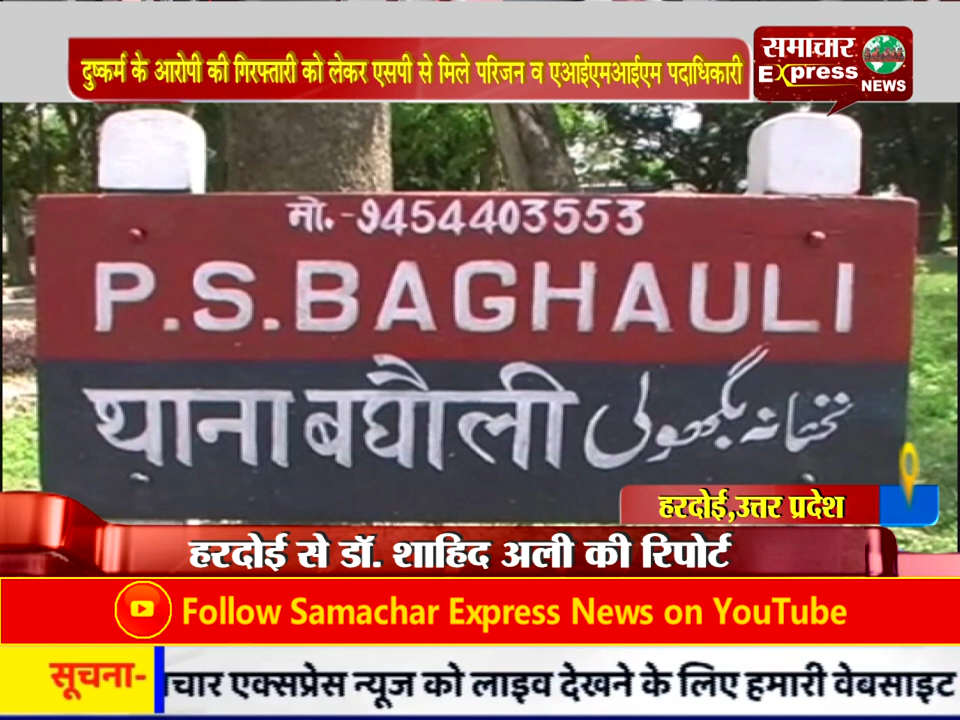 दुष्कर्म के आरोपी की गिरफ्तारी को लेकर एसपी से मिले परिजन व एआईएमआईएम पदाधिकारी
समाचार
Express
NEWS
मो.-9454403553
P.S.BAGHAULI
थाना बघौली تھانہ بگھولی
हरदोई,उत्तर प्रदेश
हरदोई से डॉ. शाहिद अली की रिपोर्ट
Follow Samachar Express News on YouTube
सूचना- चार एक्सप्रेस न्यूज को लाइव देखने के लिए हमारी वेबसाइट